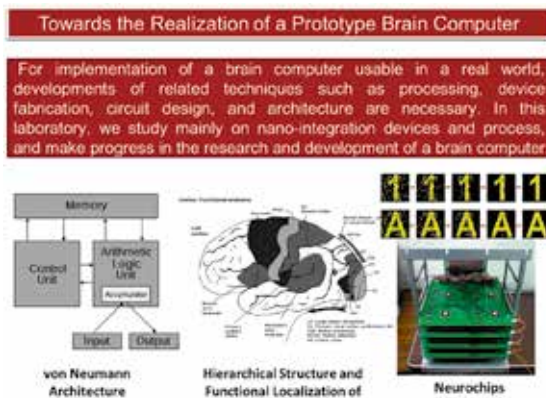 Towards the Realization of a Prototype Brain Computer
For implementation of a brain computer usable in a real world,
developments of related techniques such as processing, device
fabrication, circuit design, and architecture are necessary. In this
laboratory, we study mainly on nano-integration devices and process,
and make progress in the research and development of a brain computer
Memory
Control
Unit
Arithmetic
Logic
Unit
Accumulator
Input
Output
von Neumann
Architecture
Hierarchical Structure and
Functional Localization of
1 1 1 1 1
A A A A A
Neurochips